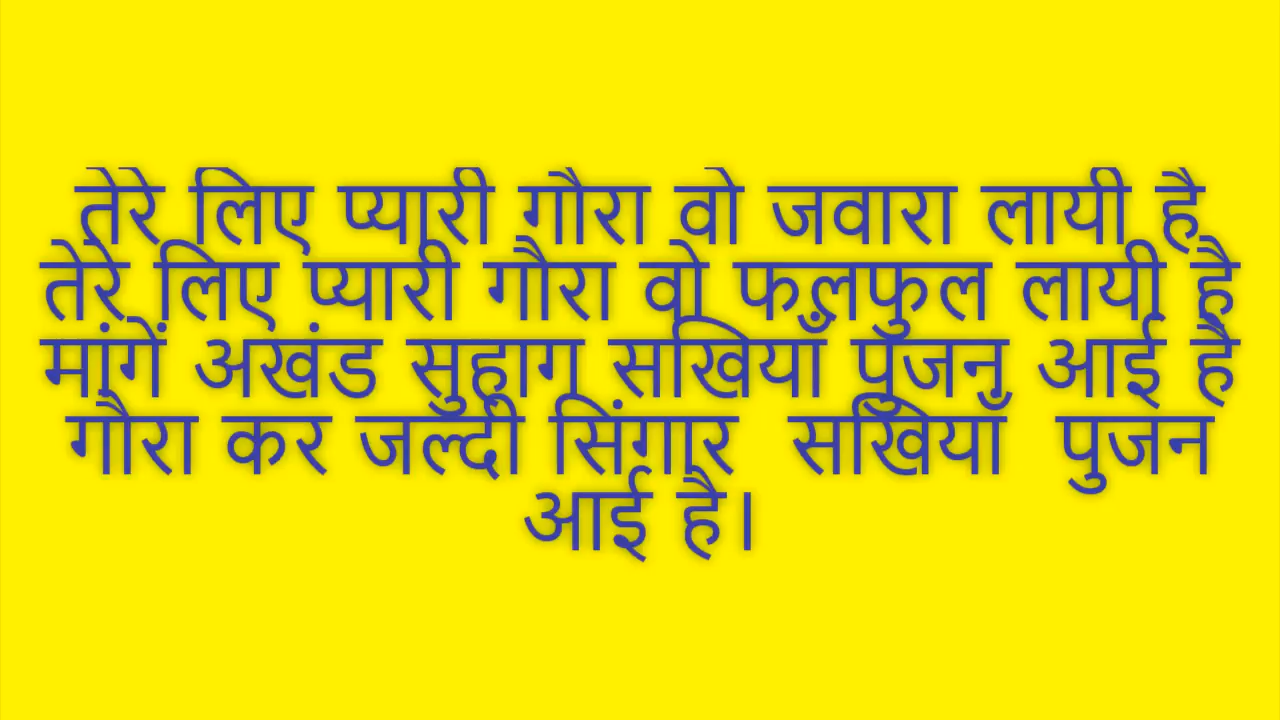 तेरे लिए प्यारी गौरा वो जवारा लायी है
तेरे लिए प्यारी गौरा वो फलफुल लायी है
मांगें अखंड सुहाग सखियाँ पुजन आई है
गौरा कर जल्दी सिंगार सखियाँ पुजन
आई है।